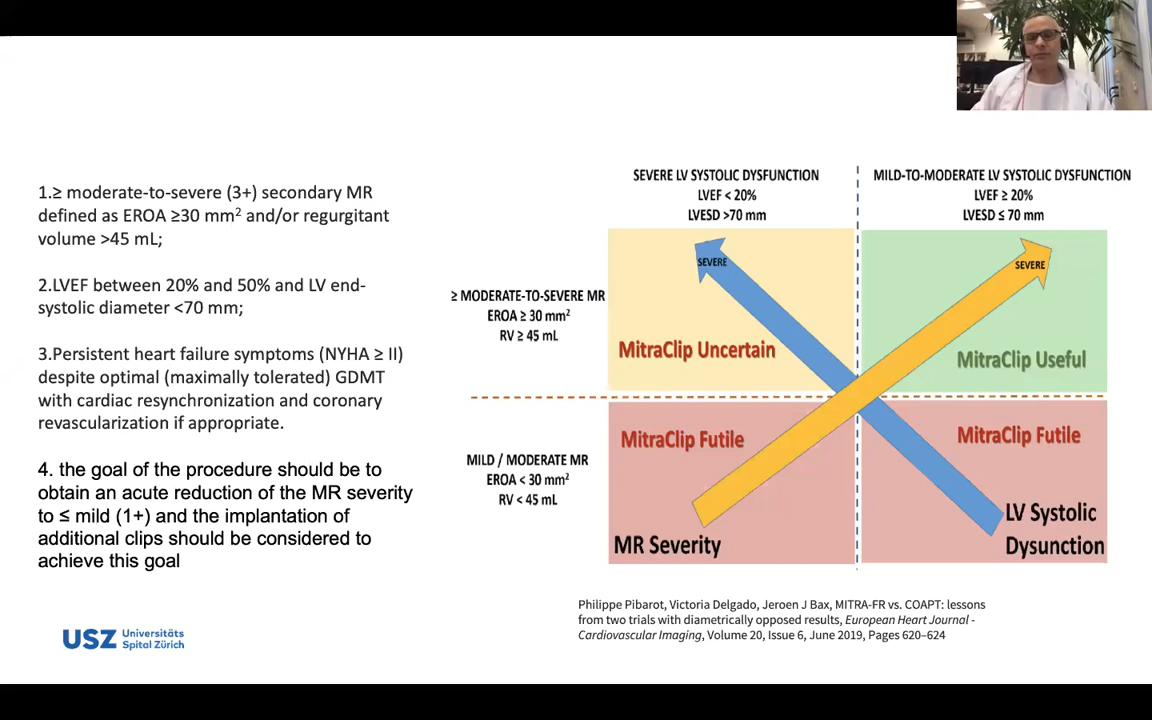 1.≥ moderate-to-severe (3+) secondary MR
defined as EROA ≥30 mm² and/or regurgitant
volume >45 mL;
2.LVEF between 20% and 50% and LV end-
systolic diameter <70 mm;
3.Persistent heart failure symptoms (NYHA ≥ II)
despite optimal (maximally tolerated) GDMT
with cardiac resynchronization and coronary
revascularization if appropriate.
4. the goal of the procedure should be to
obtain an acute reduction of the MR severity
to ≤ mild (1+) and the implantation of
additional clips should be considered to
achieve this goal
USZ Universitäts
Spital Zürich
SEVERE LV SYSTOLIC DYSFUNCTION
LVEF < 20%
LVESD >70 mm
MILD-TO-MODERATE LV SYSTOLIC DYSFUNCTION
LVEF ≥ 20%
LVESD ≤ 70 mm
≥ MODERATE-TO-SEVERE MR
EROA ≥ 30 mm²
RV ≥ 45 mL
SEVERE
MitraClip Uncertain
SEVERE
MitraClip Useful
MILD / MODERATE MR
EROA < 30 mm²
RV < 45 mL
MitraClip Futile
MR Severity
MitraClip Futile
LV Systolic
Dysunction
Philippe Pibarot, Victoria Delgado, Jeroen J Bax, MITRA-FR vs. COAPT: lessons
from two trials with diametrically opposed results, European Heart Journal -
Cardiovascular Imaging, Volume 20, Issue 6, June 2019, Pages 620–624